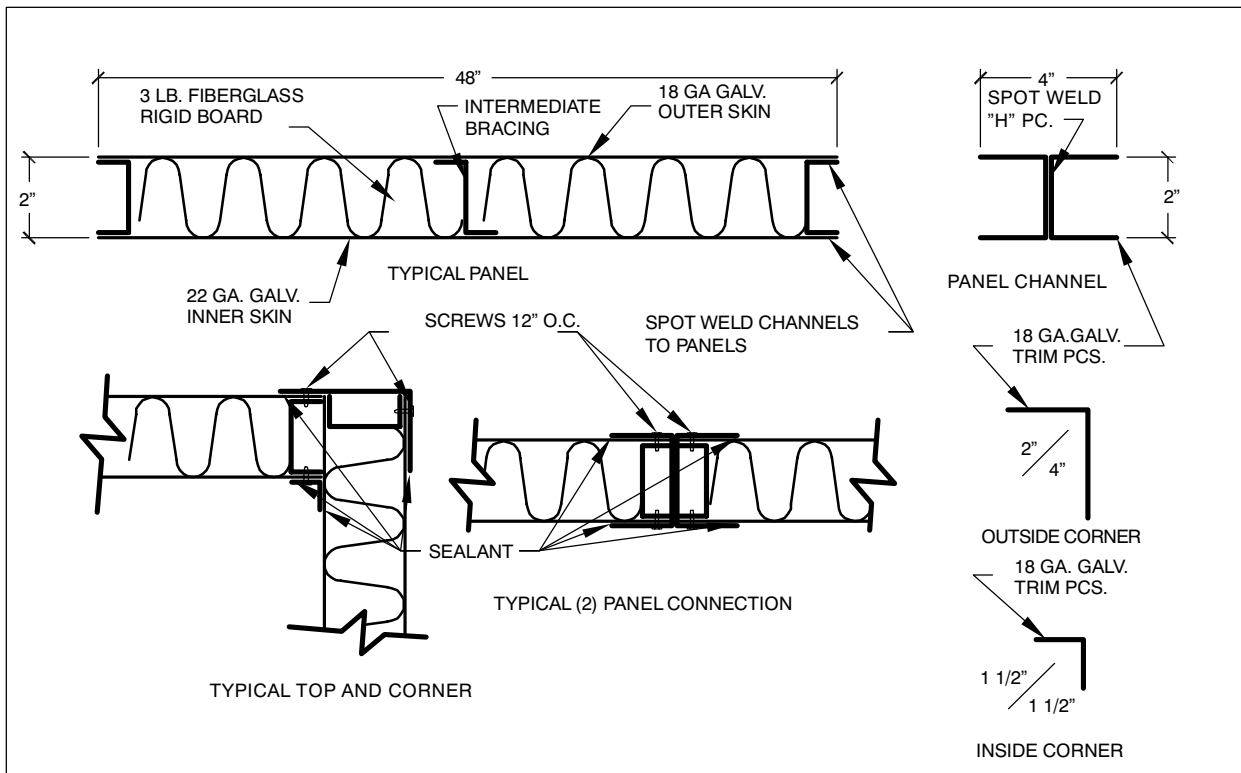 48”
4”
3 LB. FIBERGLASS
RIGID BOARD
INTERMEDIATE
BRACING
18 GA GALV.
OUTER SKIN
SPOT WELD
”H” PC.
2”
2”
TYPICAL PANEL
PANEL CHANNEL
22 GA. GALV.
INNER SKIN
SCREWS 12” O.C.
SPOT WELD CHANNELS
TO PANELS
18 GA.GALV.
TRIM PCS.
2”
4”
OUTSIDE CORNER
SEALANT
18 GA. GALV.
TRIM PCS.
TYPICAL (2) PANEL CONNECTION
1 1/2”
1 1/2”
TYPICAL TOP AND CORNER
INSIDE CORNER